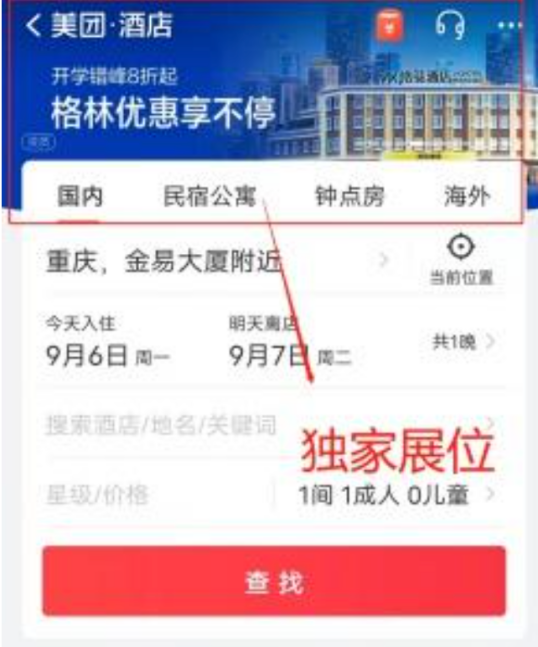 美团·酒店
开学错峰8折起
格林优惠享不停
国内 民宿公寓 钟点房 海外
重庆，金易大厦附近
当前位置
今天入住 明天离店
9月6日 周一 9月7日 周二 共1晚
搜索酒店/地名/关键词
独家展位
星级/价格 1间 1成人 0儿童
查找